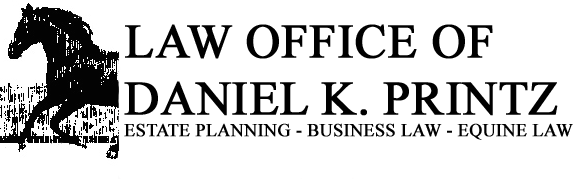 LAW OFFICE OF
DANIEL K. PRINTZ
ESTATE PLANNING - BUSINESS LAW - EQUINE LAW